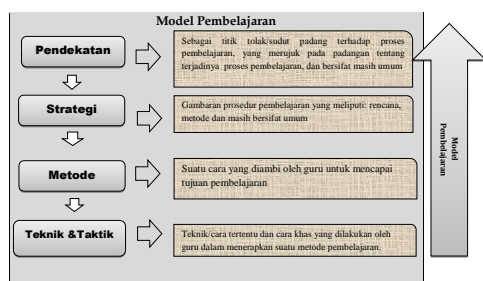 Model Pembelajaran
Pendekatan
Sebagai titik tolak/sudut padang terhadap proses
pembelajaran, yang merujuk pada padangan tentang
terjadinya proses pembelajaran, dan bersifat masih umum
Strategi
Gambaran prosedur pembelajaran yang meliputi: rencana,
metode dan masih bersifat umum
Metode
Suatu cara yang diambi oleh guru untuk mencapai
tujuan pembelajaran
Teknik &Taktik
Teknik/cara tertentu dan cara khas yang dilakukan oleh
guru dalam menerapkan suatu metode pembelajaran.
Model
Pembelajaran